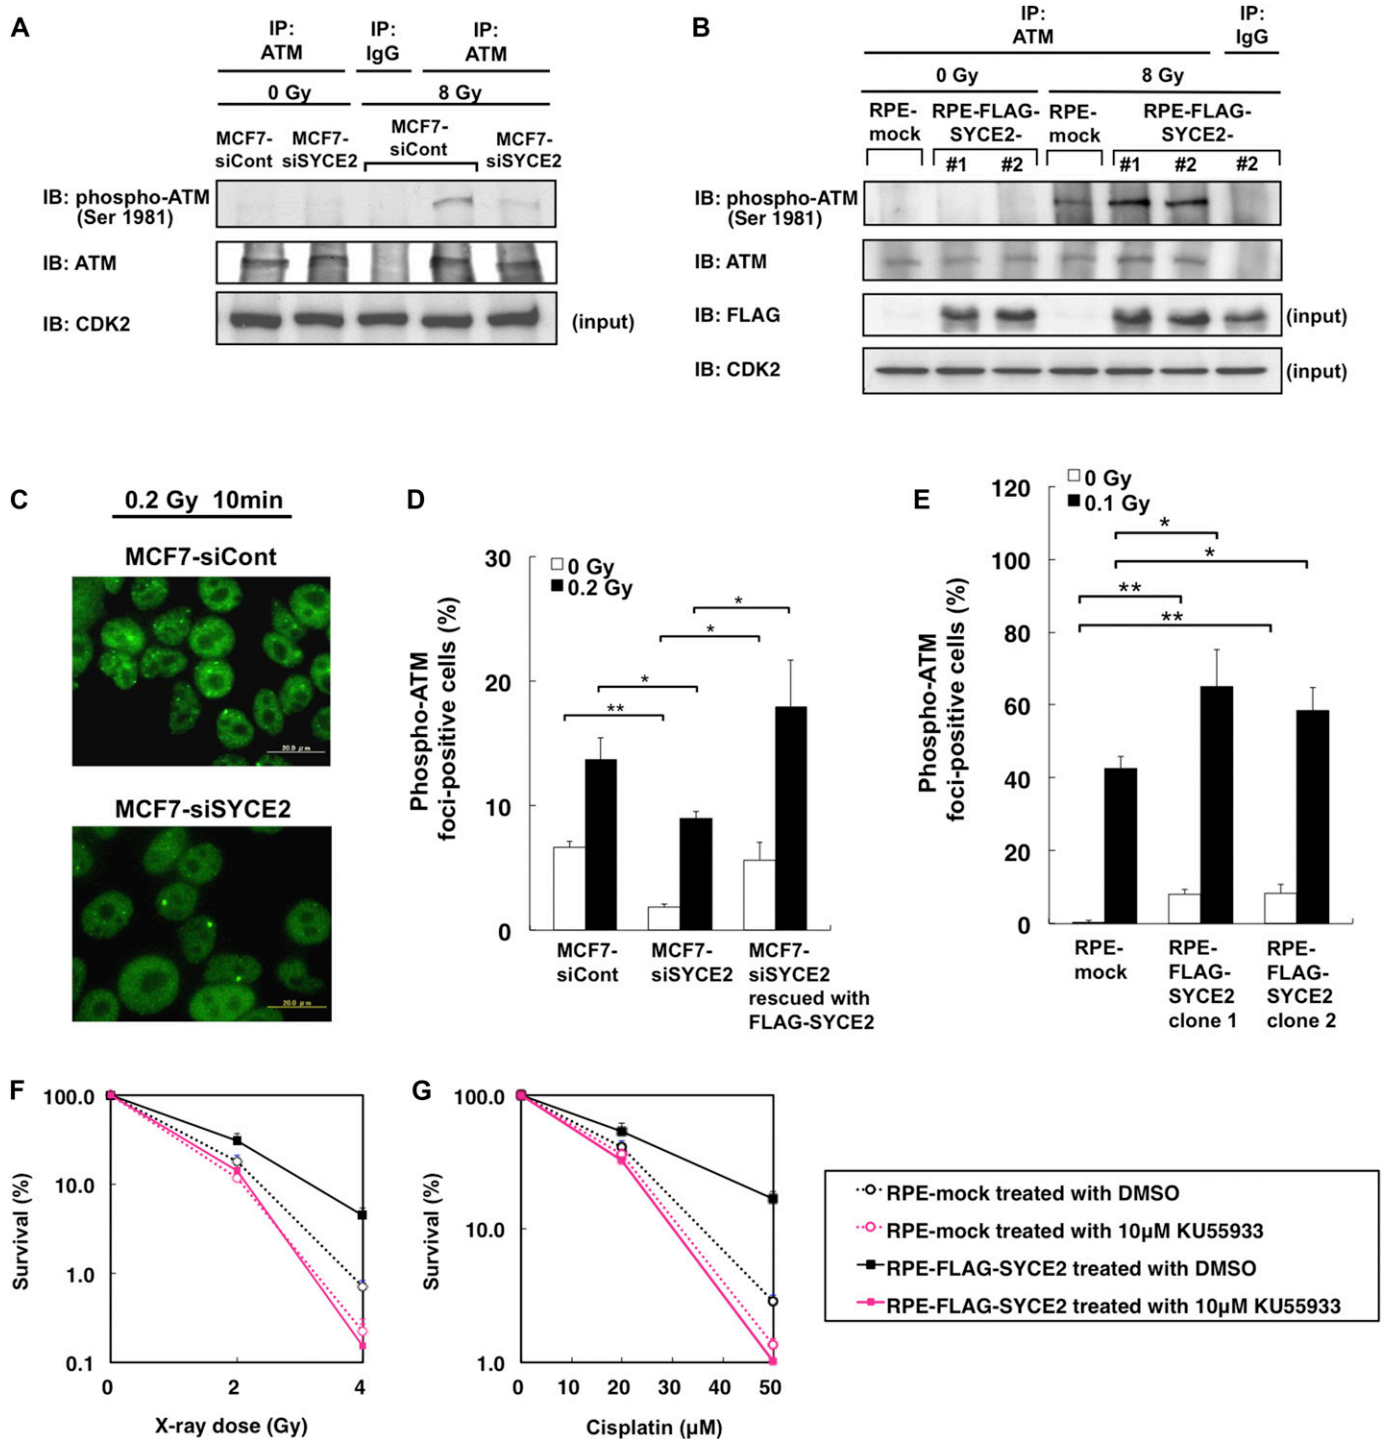 A
IP:
ATM
IP:
IgG
IP:
ATM
0 Gy
8 Gy
MCF7-
siCont
MCF7-
siSYCE2
MCF7-
siCont
MCF7-
siSYCE2
IB: phospho-ATM
(Ser 1981)
IB: ATM
IB: CDK2
(input)
B
IP:
ATM
IP:
IgG
0 Gy
8 Gy
RPE-
mock
RPE-FLAG-
SYCE2-
RPE-
mock
RPE-FLAG-
SYCE2-
#1 #2 #1 #2 #2
IB: phospho-ATM
(Ser 1981)
IB: ATM
IB: FLAG
(input)
IB: CDK2
(input)
C
0.2 Gy 10min
MCF7-siCont
20.0 μm
MCF7-siSYCE2
20.0 μm
D
Phospho-ATM
foci-positive cells (%)
30
20
10
0
0 Gy
0.2 Gy
*
*
*
**
MCF7-
siCont
MCF7-
siSYCE2
MCF7-
siSYCE2
rescued with
FLAG-SYCE2
E
Phospho-ATM
foci-positive cells (%)
120
100
80
60
40
20
0
0 Gy
0.1 Gy
*
*
**
**
RPE-
mock
RPE-
FLAG-
SYCE2
clone 1
RPE-
FLAG-
SYCE2
clone 2
F
Survival (%)
100.0
10.0
1.0
0.1
0 2 4
X-ray dose (Gy)
G
Survival (%)
100.0
10.0
1.0
0 10 20 30 40 50
Cisplatin (μM)
RPE-mock treated with DMSO
RPE-mock treated with 10μM KU55933
RPE-FLAG-SYCE2 treated with DMSO
RPE-FLAG-SYCE2 treated with 10μM KU55933